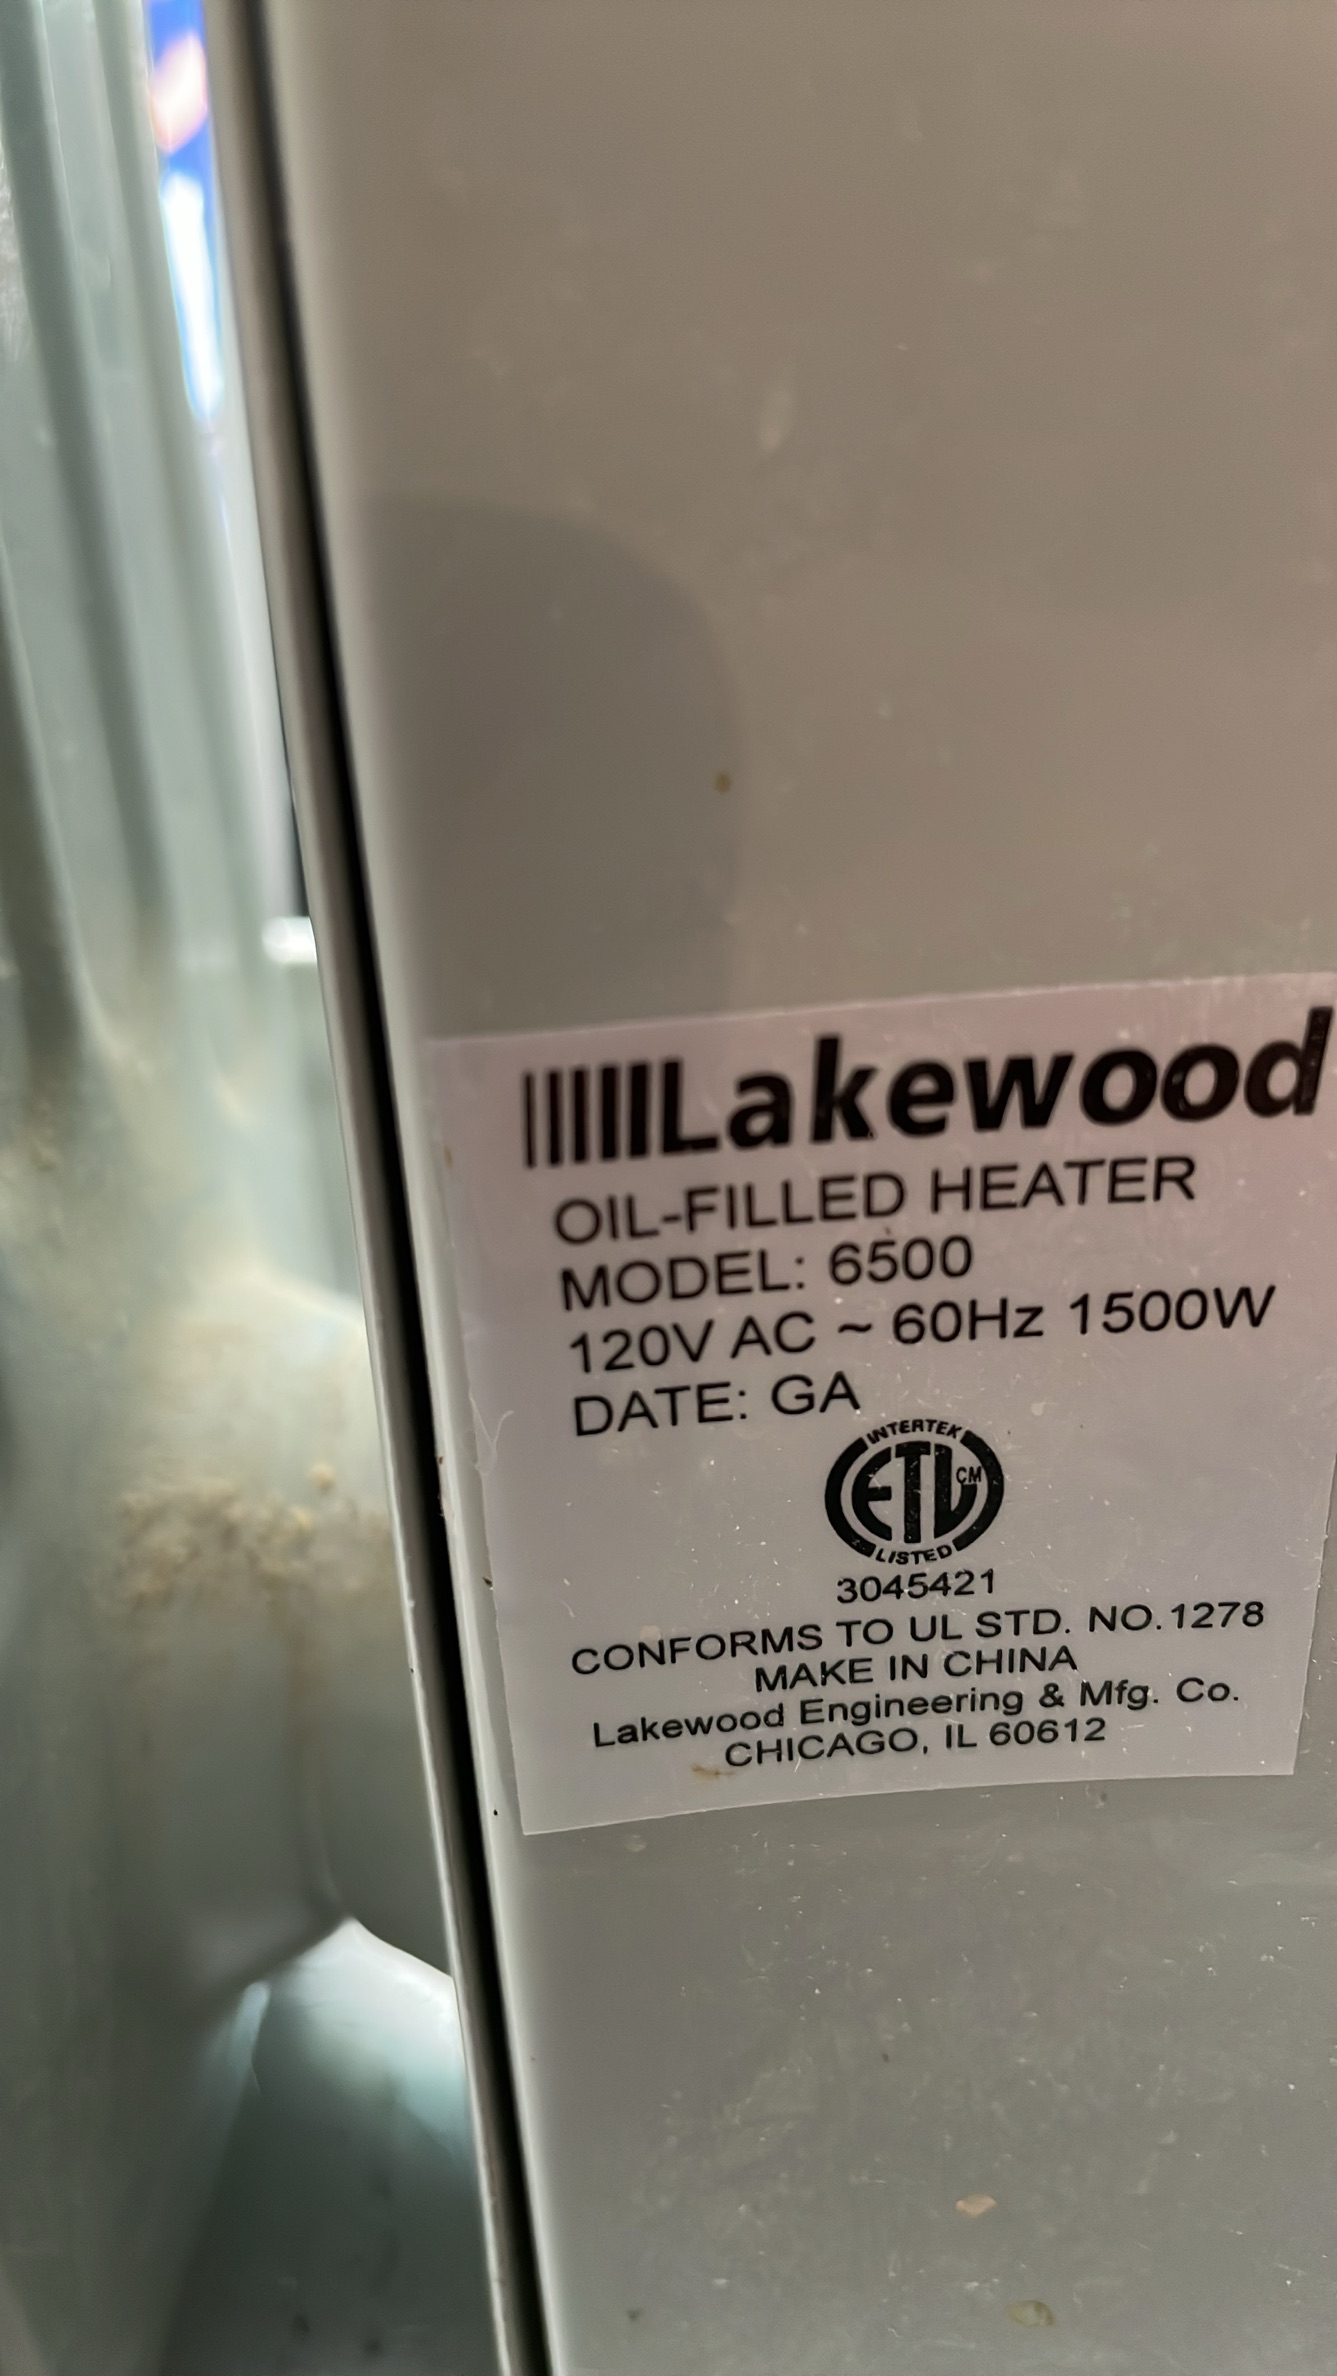 Lakewood
OIL-FILLED HEATER
MODEL: 6500
120V AC ~ 60Hz 1500W
DATE: GA
INTERTEK
ETL CM
LISTED
3045421
CONFORMS TO UL STD. NO.1278
MAKE IN CHINA
Lakewood Engineering & Mfg. Co.
CHICAGO, IL 60612